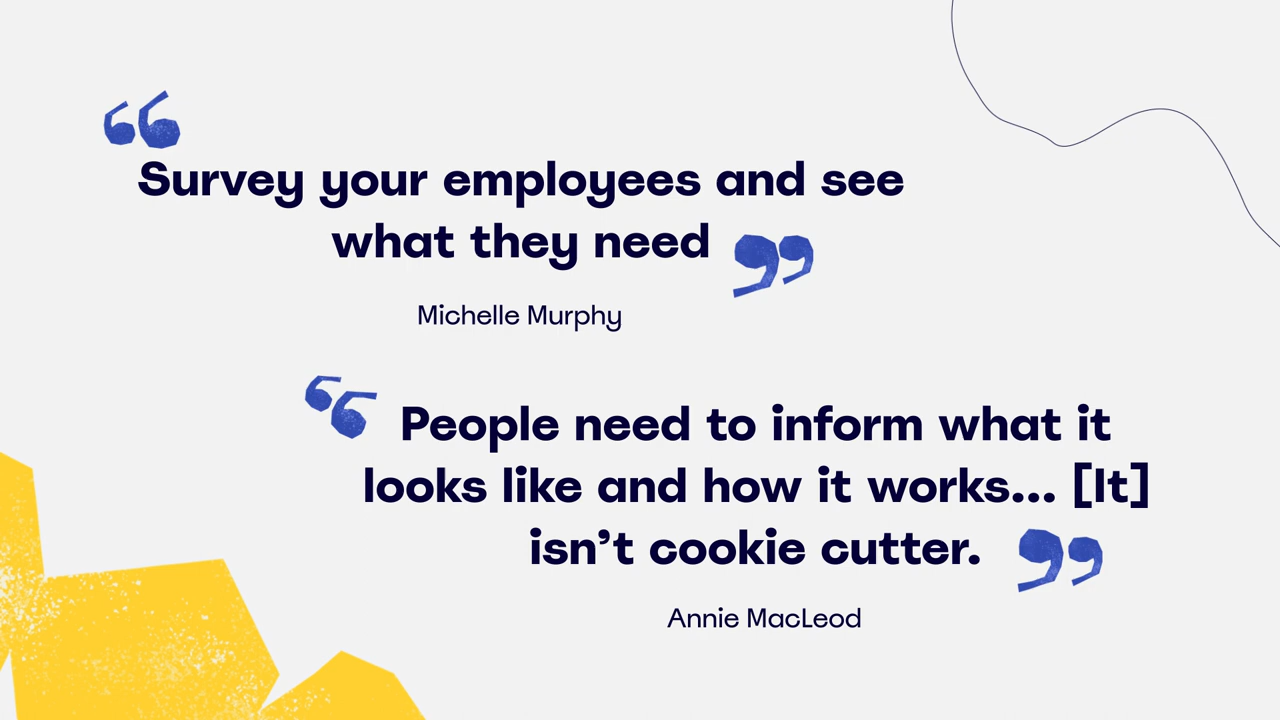 “Survey your employees and see
what they need”
Michelle Murphy
“People need to inform what it
looks like and how it works... [It]
isn’t cookie cutter.”
Annie MacLeod